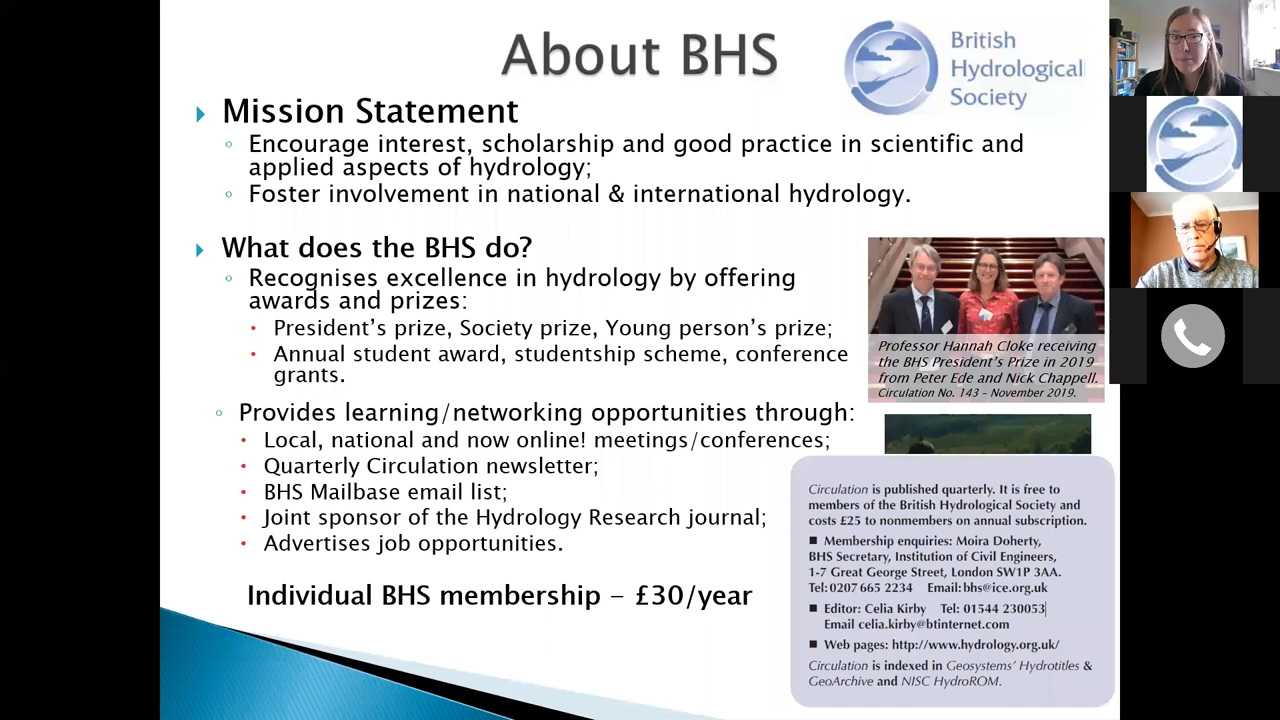 About BHS
British
Hydrological
Society
Mission Statement
Encourage interest, scholarship and good practice in scientific and
applied aspects of hydrology;
Foster involvement in national & international hydrology.
What does the BHS do?
Recognises excellence in hydrology by offering
awards and prizes:
President's prize, Society prize, Young person's prize;
Annual student award, studentship scheme, conference
grants.
Provides learning/networking opportunities through:
Local, national and now online! meetings/conferences;
Quarterly Circulation newsletter;
BHS Mailbase email list;
Joint sponsor of the Hydrology Research journal;
Advertises job opportunities.
Individual BHS membership – £30/year
Professor Hannah Cloke receiving
the BHS President's Prize in 2019
from Peter Ede and Nick Chappell.
Circulation No. 143 – November 2019.
Circulation is published quarterly. It is free to
members of the British Hydrological Society and
costs £25 to nonmembers on annual subscription.
■ Membership enquiries: Moira Doherty,
BHS Secretary, Institution of Civil Engineers,
1-7 Great George Street, London SW1P 3AA.
Tel: 0207 665 2234 Email: bhs@ice.org.uk
■ Editor: Celia Kirby Tel: 01544 230053
Email celia.kirby@btinternet.com
■ Web pages: http://www.hydrology.org.uk/
Circulation is indexed in Geosystems' Hydrotitles &
GeoArchive and NISC HydroROM.